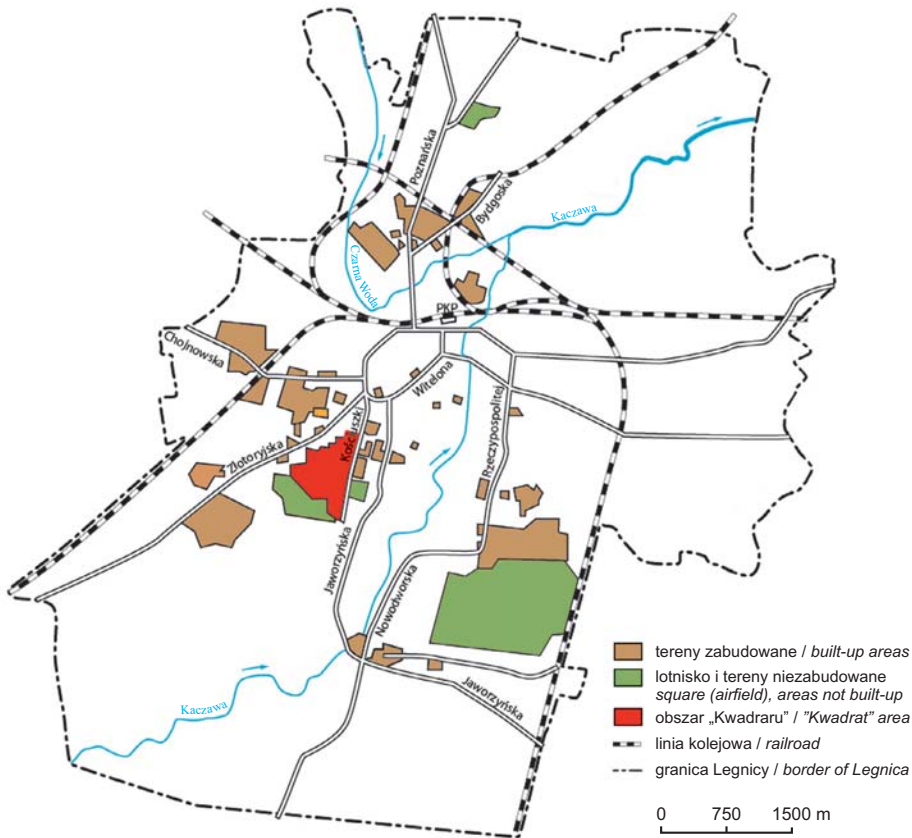 Poznańska
Bydgoska
Kaczawa
Czarna Woda
PKP
Chojnowska
Witelona
Rzeczypospolitej
Kościuszki
Złotoryjska
Jaworzyńska
Nowodworska
Jaworzyńska
Kaczawa
tereny zabudowane / built-up areas
lotnisko i tereny niezabudowane
square (airfield), areas not built-up
obszar „Kwadraru” / ”Kwadrat” area
linia kolejowa / railroad
granica Legnicy / border of Legnica
0 750 1500 m